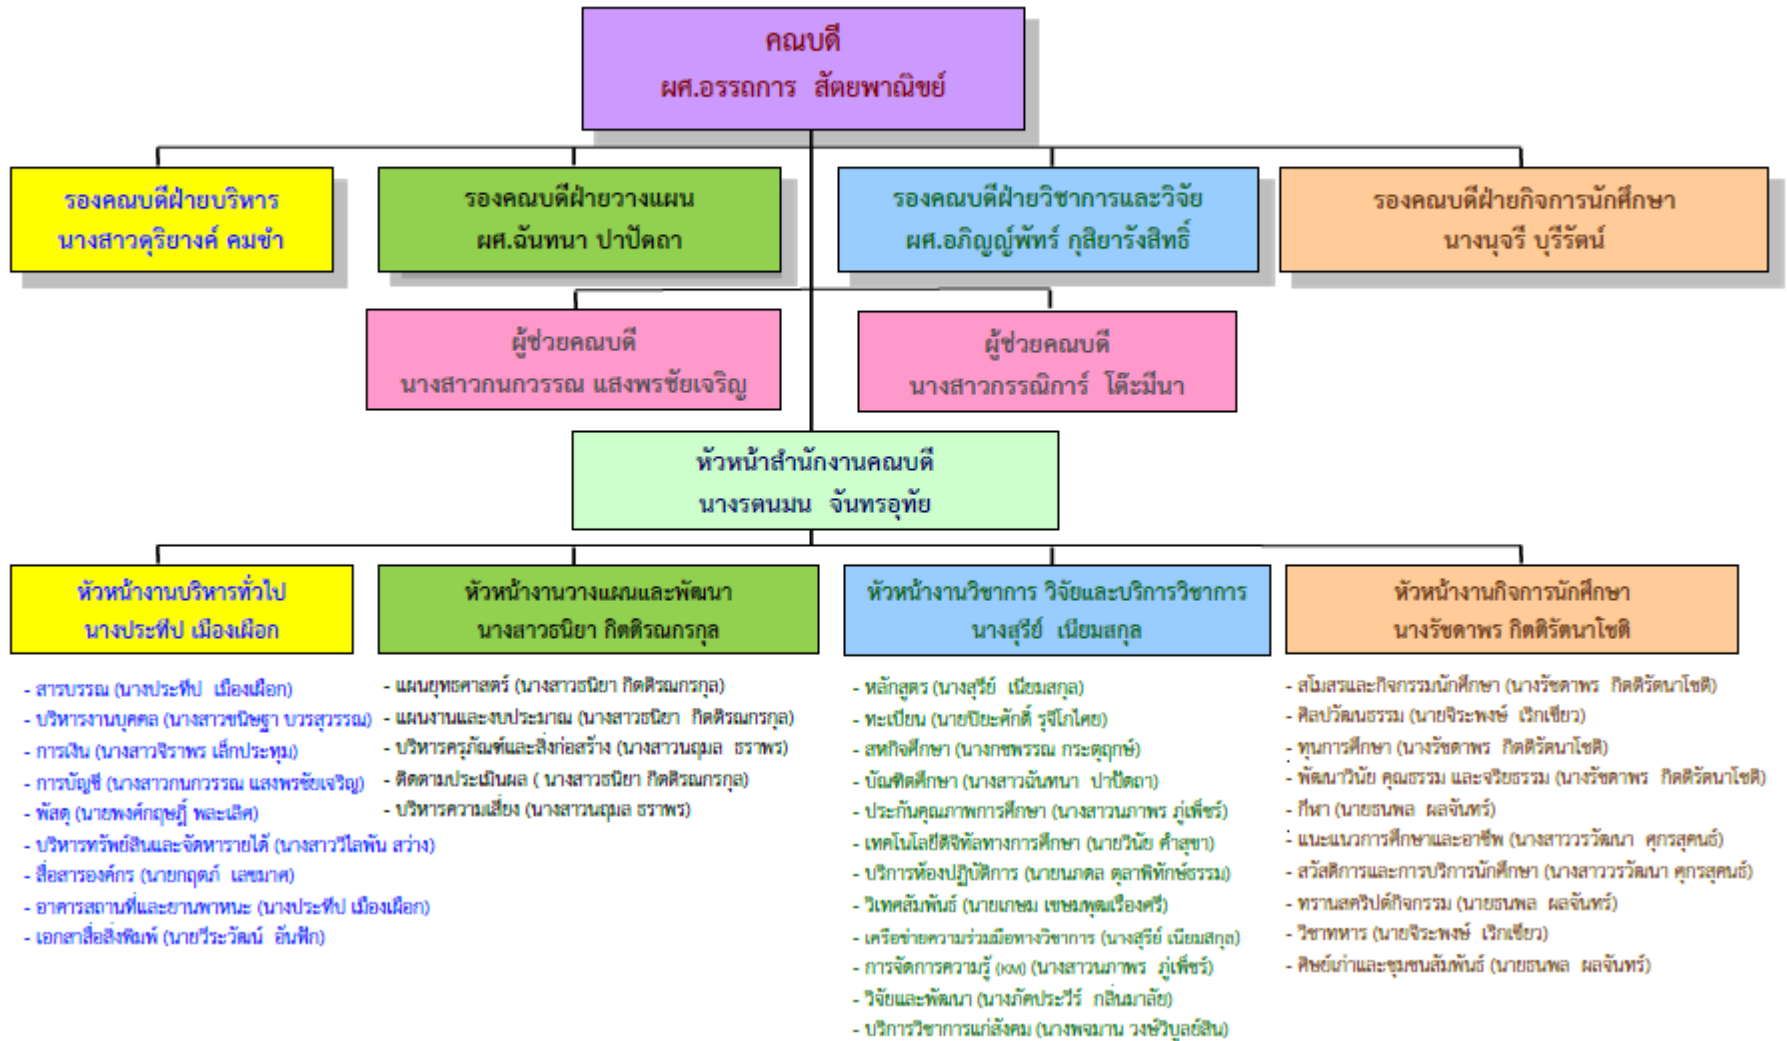 คณบดี
ผศ.อรรถการ สัตยพาณิชย์
รองคณบดีฝ่ายบริหาร
นางสาวดุริยางค์ คมขำ
รองคณบดีฝ่ายวางแผน
ผศ.ฉันทนา ปาปัดถา
รองคณบดีฝ่ายวิชาการและวิจัย
ผศ.อภิญญ์พัทร์ กุสิยารังสิทธิ์
รองคณบดีฝ่ายกิจการนักศึกษา
นางนุจรี บุรีรัตน์
ผู้ช่วยคณบดี
นางสาวกนกวรรณ แสงพรชัยเจริญ
ผู้ช่วยคณบดี
นางสาวกรรณิการ์ โต๊ะมีนา
หัวหน้าสำนักงานคณบดี
นางรตนมน จันทรอุทัย
หัวหน้างานบริหารทั่วไป
นางประทีป เมืองเผือก
- สารบรรณ (นางประทีป เมืองเผือก)
- บริหารงานบุคคล (นางสาวขนิษฐา บวรสุวรรณ)
- การเงิน (นางสาวจิราพร เล็กประทุม)
- การบัญชี (นางสาวกนกวรรณ แสงพรชัยเจริญ)
- พัสดุ (นายพงศ์กฤษฎิ์ พละเลิศ)
- บริหารทรัพย์สินและจัดหารายได้ (นางสาววิไลพัน สว่าง)
- สื่อสารองค์กร (นายกฤตภ์ เลขมาศ)
- อาคารสถานที่และยานพาหนะ (นางประทีป เมืองเผือก)
- เอกสาสื่อสิ่งพิมพ์ (นายวีระวัฒน์ อันฟัก)
หัวหน้างานวางแผนและพัฒนา
นางสาวธนิยา กิตติรณกรกุล
- แผนยุทธศาสตร์ (นางสาวธนิยา กิตติรณกรกุล)
- แผนงานและงบประมาณ (นางสาวธนิยา กิตติรณกรกุล)
- บริหารครุภัณฑ์และสิ่งก่อสร้าง (นางสาวนฤมล ธราพร)
- ติดตามประเมินผล ( นางสาวธนิยา กิตติรณกรกุล)
- บริหารความเสี่ยง (นางสาวนฤมล ธราพร)
หัวหน้างานวิชาการ วิจัยและบริการวิชาการ
นางสุรีย์ เนียมสกุล
- หลักสูตร (นางสุรีย์ เนียมสกุล)
- ทะเบียน (นายปิยะศักดิ์ รุจีโภไคย)
- สหกิจศึกษา (นางกชพรรณ กระตุฤกษ์)
- บัณฑิตศึกษา (นางสาวฉันทนา ปาปัดถา)
- ประกันคุณภาพการศึกษา (นางสาวนภาพร ภู่เพ็ชร์)
- เทคโนโลยีดิจิทัลทางการศึกษา (นายวินัย คำสุขา)
- บริการห้องปฏิบัติการ (นายนภดล ตุลาพิทักษ์ธรรม)
- วิเทศสัมพันธ์ (นายเกษม เขษมพุฒเรืองศรี)
- เครือข่ายความร่วมมือทางวิชาการ (นางสุรีย์ เนียมสกุล)
- การจัดการความรู้ (KM) (นางสาวนภาพร ภู่เพ็ชร์)
- วิจัยและพัฒนา (นางภัคประวีร์ กลิ่นมาลัย)
- บริการวิชาการแก่สังคม (นางพจมาน วงษ์วิบูลย์สิน)
หัวหน้างานกิจการนักศึกษา
นางรัชดาพร กิตติรัตนาโชติ
- สโมสรและกิจกรรมนักศึกษา (นางรัชดาพร กิตติรัตนาโชติ)
- ศิลปวัฒนธรรม (นายจิระพงษ์ เริกเขียว)
- ทุนการศึกษา (นางรัชดาพร กิตติรัตนาโชติ)
- พัฒนาวินัย คุณธรรม และจริยธรรม (นางรัชดาพร กิตติรัตนาโชติ)
- กีฬา (นายธนพล ผลจันทร์)
- แนะแนวการศึกษาและอาชีพ (นางสาววรวัฒนา ศุกรสุคนธ์)
- สวัสดิการและการบริการนักศึกษา (นางสาววรวัฒนา ศุกรสุคนธ์)
- ทรานสคริปต์กิจกรรม (นายธนพล ผลจันทร์)
- วิชาทหาร (นายจิระพงษ์ เริกเขียว)
- ศิษย์เก่าและชุมชนสัมพันธ์ (นายธนพล ผลจันทร์)